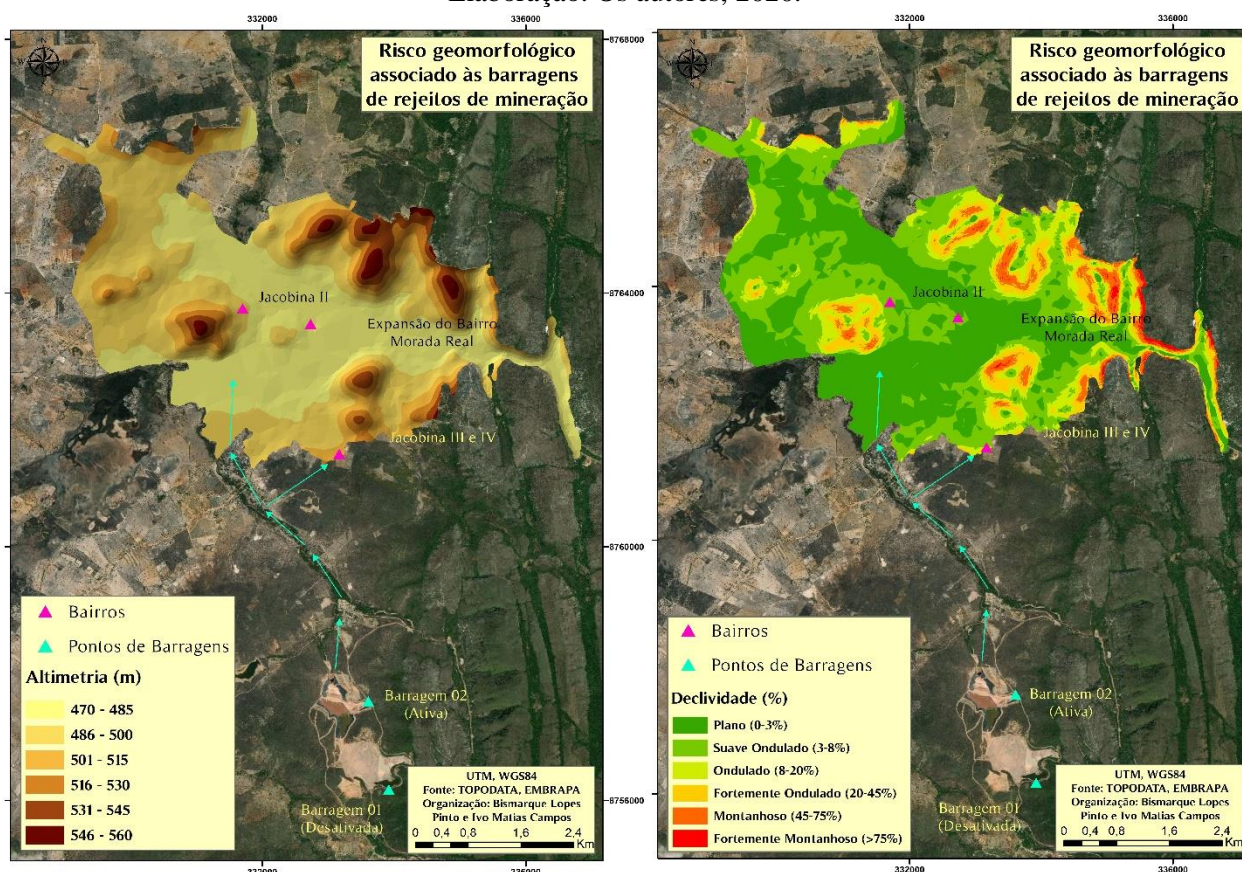 Elaboração: Os autores, 2020.
332000
336000
8768000
Risco geomorfológico
associado às barragens
de rejeitos de mineração
Jacobina II
8764000
Expansão do Bairro
Morada Real
Jacobina III e IV
8760000
Bairros
Pontos de Barragens
Altimetria (m)
470 - 485
486 - 500
501 - 515
516 - 530
531 - 545
546 - 560
Barragem 02
(Ativa)
8756000
Barragem 01
(Desativada)
UTM, WGS84
Fonte: TOPODATA, EMBRAPA
Organização: Bismarque Lopes
Pinto e Ivo Matias Campos
0 0,4 0,8 1,6 2,4
Km
332000
336000
332000
336000
Risco geomorfológico
associado às barragens
de rejeitos de mineração
Jacobina II
Expansão do Bairro
Morada Real
Jacobina III e IV
Bairros
Pontos de Barragens
Declividade (%)
Plano (0-3%)
Suave Ondulado (3-8%)
Ondulado (8-20%)
Fortemente Ondulado (20-45%)
Montanhoso (45-75%)
Fortemente Montanhoso (>75%)
Barragem 02
(Ativa)
Barragem 01
(Desativada)
UTM, WGS84
Fonte: TOPODATA, EMBRAPA
Organização: Bismarque Lopes
Pinto e Ivo Matias Campos
0 0,4 0,8 1,6 2,4
Km
332000
336000